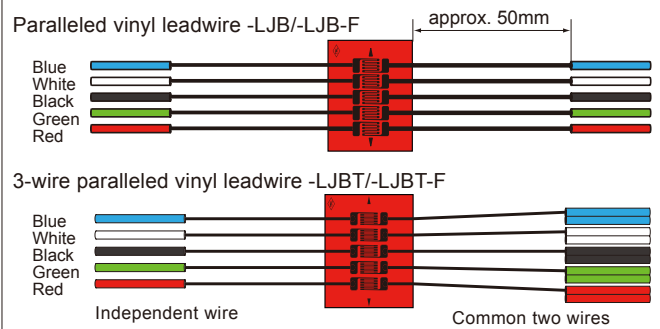 Paralleled vinyl leadwire -LJB/-LJB-F
approx. 50mm
Blue
White
Black
Green
Red
3-wire paralleled vinyl leadwire -LJBT/-LJBT-F
Blue
White
Black
Green
Red
Independent wire
Common two wires